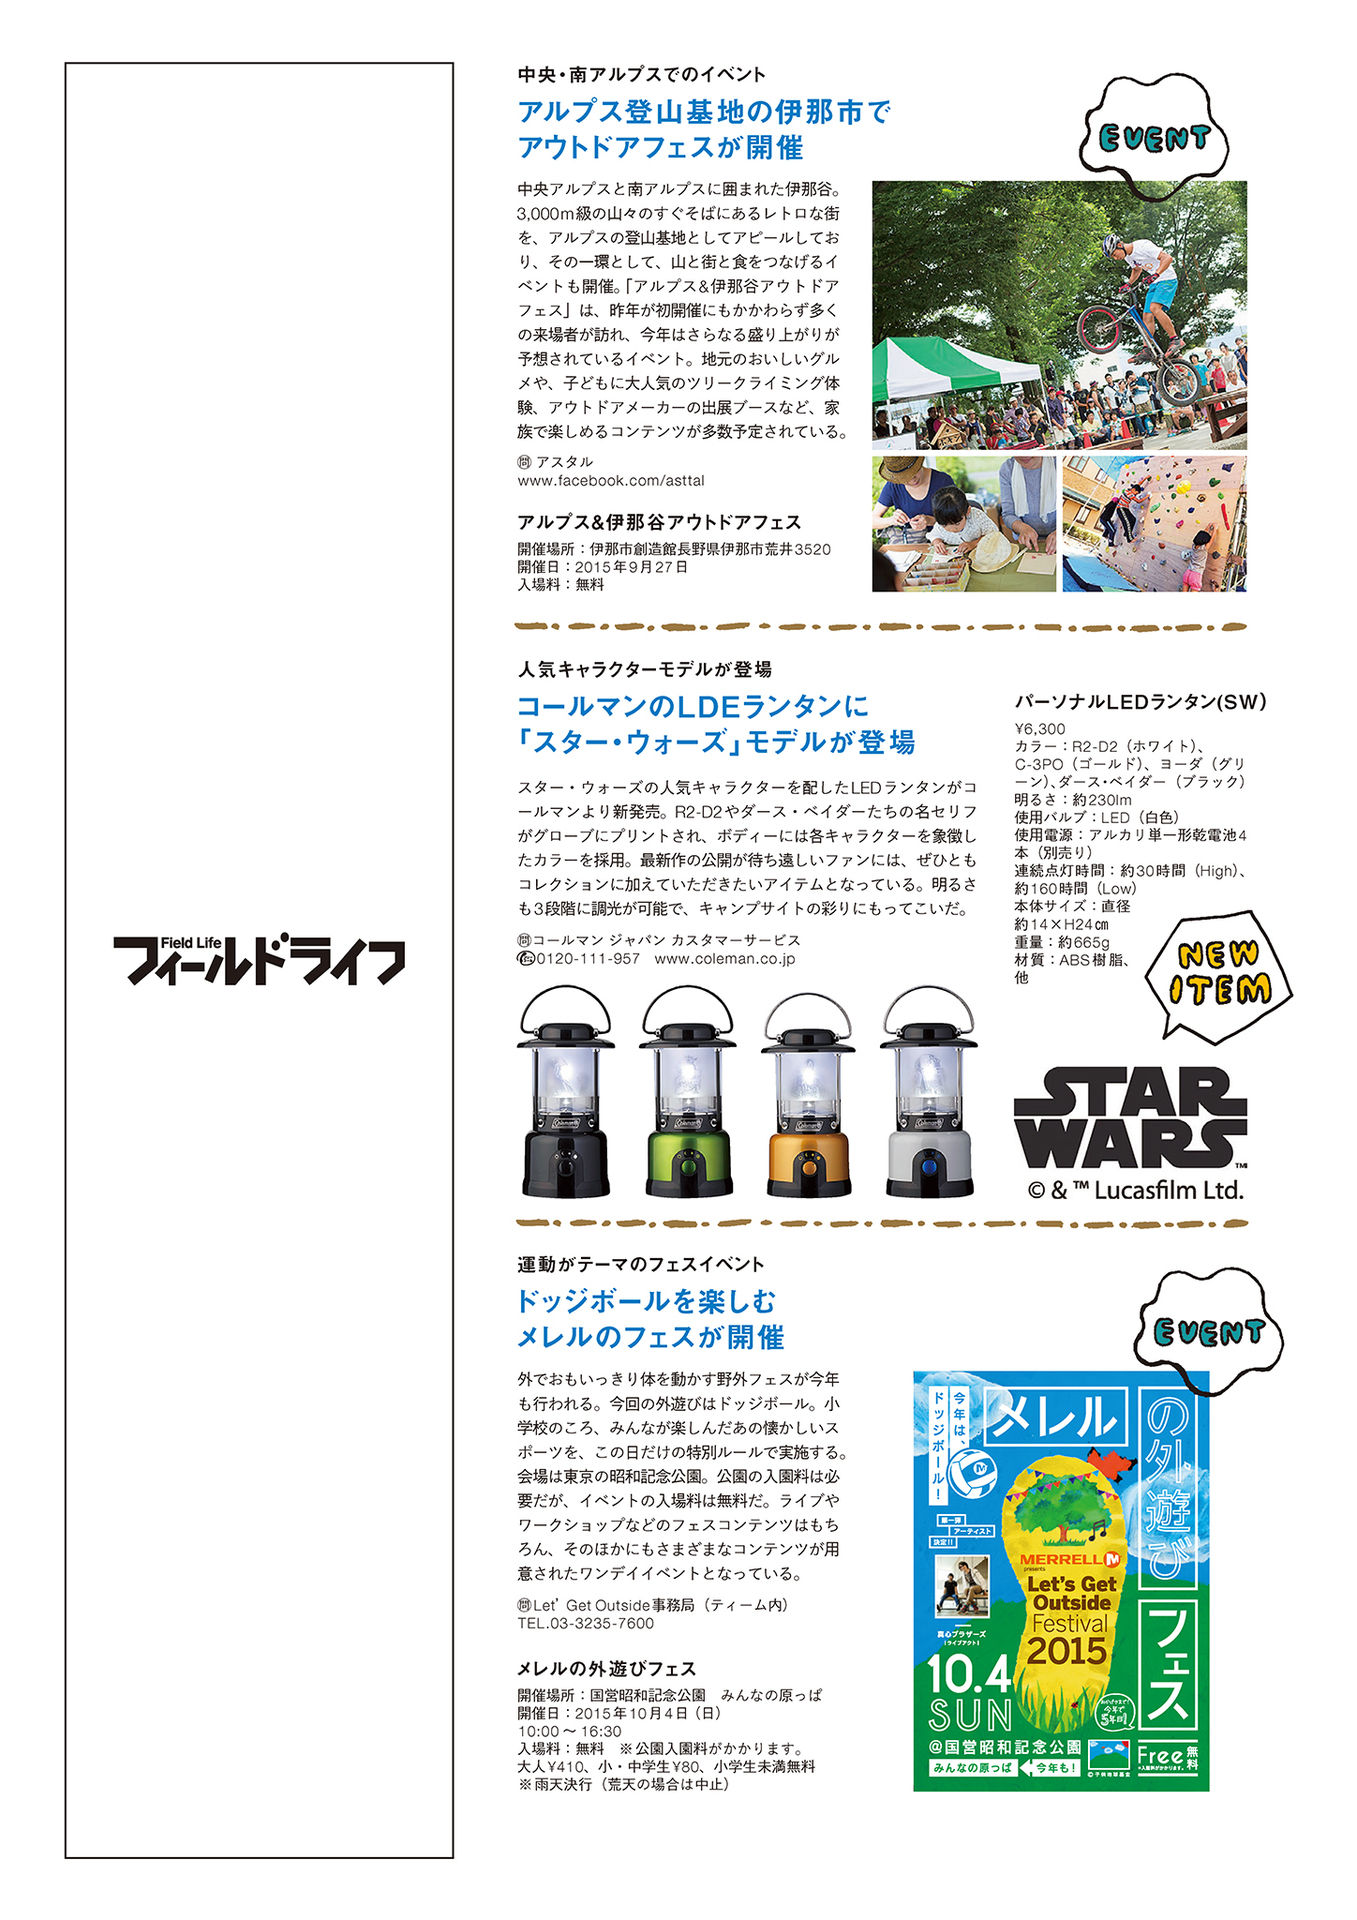 Field Life
フィールドライフ
中央・南アルプスでのイベント
アルプス登山基地の伊那市で
アウトドアフェスが開催
EVENT
中央アルプスと南アルプスに囲まれた伊那谷。
3,000m級の山々のすぐそばにあるレトロな街
を、アルプスの登山基地としてアピールしてお
り、その一環として、山と街と食をつなげるイ
ベントも開催。「アルプス&伊那谷アウトドア
フェス」は、昨年が初開催にもかかわらず多く
の来場者が訪れ、今年はさらなる盛り上がりが
予想されているイベント。地元のおいしいグル
メや、子どもに大人気のツリークライミング体
験、アウトドアメーカーの出展ブースなど、家
族で楽しめるコンテンツが多数予定されている。
㉄アスタル
www.facebook.com/asttal
アルプス&伊那谷アウトドアフェス
開催場所：伊那市創造館長野県伊那市荒井3520
開催日：2015年9月27日
入場料：無料
人気キャラクターモデルが登場
コールマンのLDEランタンに
「スター・ウォーズ」モデルが登場
スター・ウォーズの人気キャラクターを配したLEDランタンがコ
ールマンより新発売。R2-D2やダース・ベイダーたちの名セリフ
がグローブにプリントされ、ボディーには各キャラクターを象徴し
たカラーを採用。最新作の公開が待ち遠しいファンには、ぜひとも
コレクションに加えていただきたいアイテムとなっている。明るさ
も3段階に調光が可能で、キャンプサイトの彩りにもってこいだ。
㉄コールマン ジャパン カスタマーサービス
0120-111-957 www.coleman.co.jp
パーソナルLEDランタン(SW)
¥6,300
カラー：R2-D2（ホワイト）、
C-3PO（ゴールド）、ヨーダ（グリ
ーン）、ダース・ベイダー（ブラック）
明るさ：約230lm
使用バルブ：LED（白色）
使用電源：アルカリ単一形乾電池4
本（別売り）
連続点灯時間：約30時間（High）、
約160時間（Low）
本体サイズ：直径
約14×H24㎝
重量：約665g
材質：ABS樹脂、
他
NEW
ITEM
Coleman
Coleman
Coleman
Coleman
STAR
WARS™
© & ™ Lucasfilm Ltd.
運動がテーマのフェスイベント
ドッジボールを楽しむ
メレルのフェスが開催
EVENT
外でおもいっきり体を動かす野外フェスが今年
も行われる。今回の外遊びはドッジボール。小
学校のころ、みんなが楽しんだあの懐かしいス
ポーツを、この日だけの特別ルールで実施する。
会場は東京の昭和記念公園。公園の入園料は必
要だが、イベントの入場料は無料だ。ライブや
ワークショップなどのフェスコンテンツはもち
ろん、そのほかにもさまざまなコンテンツが用
意されたワンデイイベントとなっている。
㉄Let’ Get Outside事務局（ティーム内）
TEL.03-3235-7600
メレルの外遊びフェス
開催場所：国営昭和記念公園　みんなの原っぱ
開催日：2015年10月4日（日）
10:00～16:30
入場料：無料　※公園入園料がかかります。
大人¥410、小・中学生¥80、小学生未満無料
※雨天決行（荒天の場合は中止）
メレル
の外遊び
フェス
今年は、
ドッジボール！
第一弾
アーティスト
決定!!
真心ブラザーズ
(ライブアクト)
MERRELL
presents
Let's Get
Outside
Festival
2015
10.4
SUN
今年で
5年目!
@国営昭和記念公園
みんなの原っぱ
今年も！
©子供地球基金
Free無料